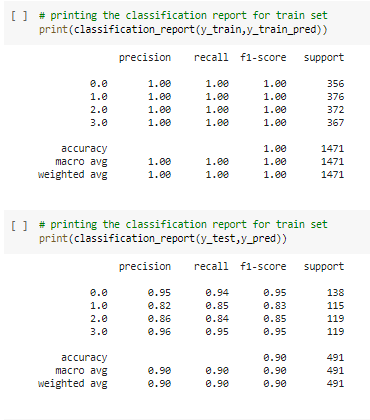 [ ] # printing the classification report for train set
print(classification_report(y_train,y_train_pred))
precision recall f1-score support
0.0 1.00 1.00 1.00 356
1.0 1.00 1.00 1.00 376
2.0 1.00 1.00 1.00 372
3.0 1.00 1.00 1.00 367
accuracy 1.00 1471
macro avg 1.00 1.00 1.00 1471
weighted avg 1.00 1.00 1.00 1471
[ ] # printing the classification report for train set
print(classification_report(y_test,y_pred))
precision recall f1-score support
0.0 0.95 0.94 0.95 138
1.0 0.82 0.85 0.83 115
2.0 0.86 0.84 0.85 119
3.0 0.96 0.95 0.95 119
accuracy 0.90 491
macro avg 0.90 0.90 0.90 491
weighted avg 0.90 0.90 0.90 491